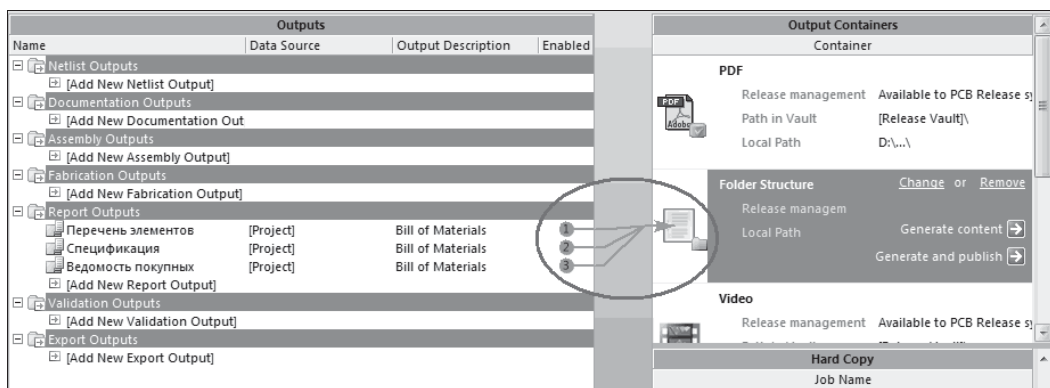 Outputs
Name Data Source Output Description Enabled
Netlist Outputs
[Add New Netlist Output]
Documentation Outputs
[Add New Documentation Out
Assembly Outputs
[Add New Assembly Output]
Fabrication Outputs
[Add New Fabrication Output]
Report Outputs
Перечень элементов [Project] Bill of Materials 1
Спецификация [Project] Bill of Materials 2
Ведомость покупных [Project] Bill of Materials 3
[Add New Report Output]
Validation Outputs
[Add New Validation Output]
Export Outputs
[Add New Export Output]
Output Containers
Container
PDF
PDF
Adobe
Release management Available to PCB Release sy
Path in Vault [Release Vault]\
Local Path D:\...\
Folder Structure Change or Remove
Release managem
Local Path Generate content
Generate and publish
Video
Release management Available to PCB Release sy
Hard Copy
Job Name